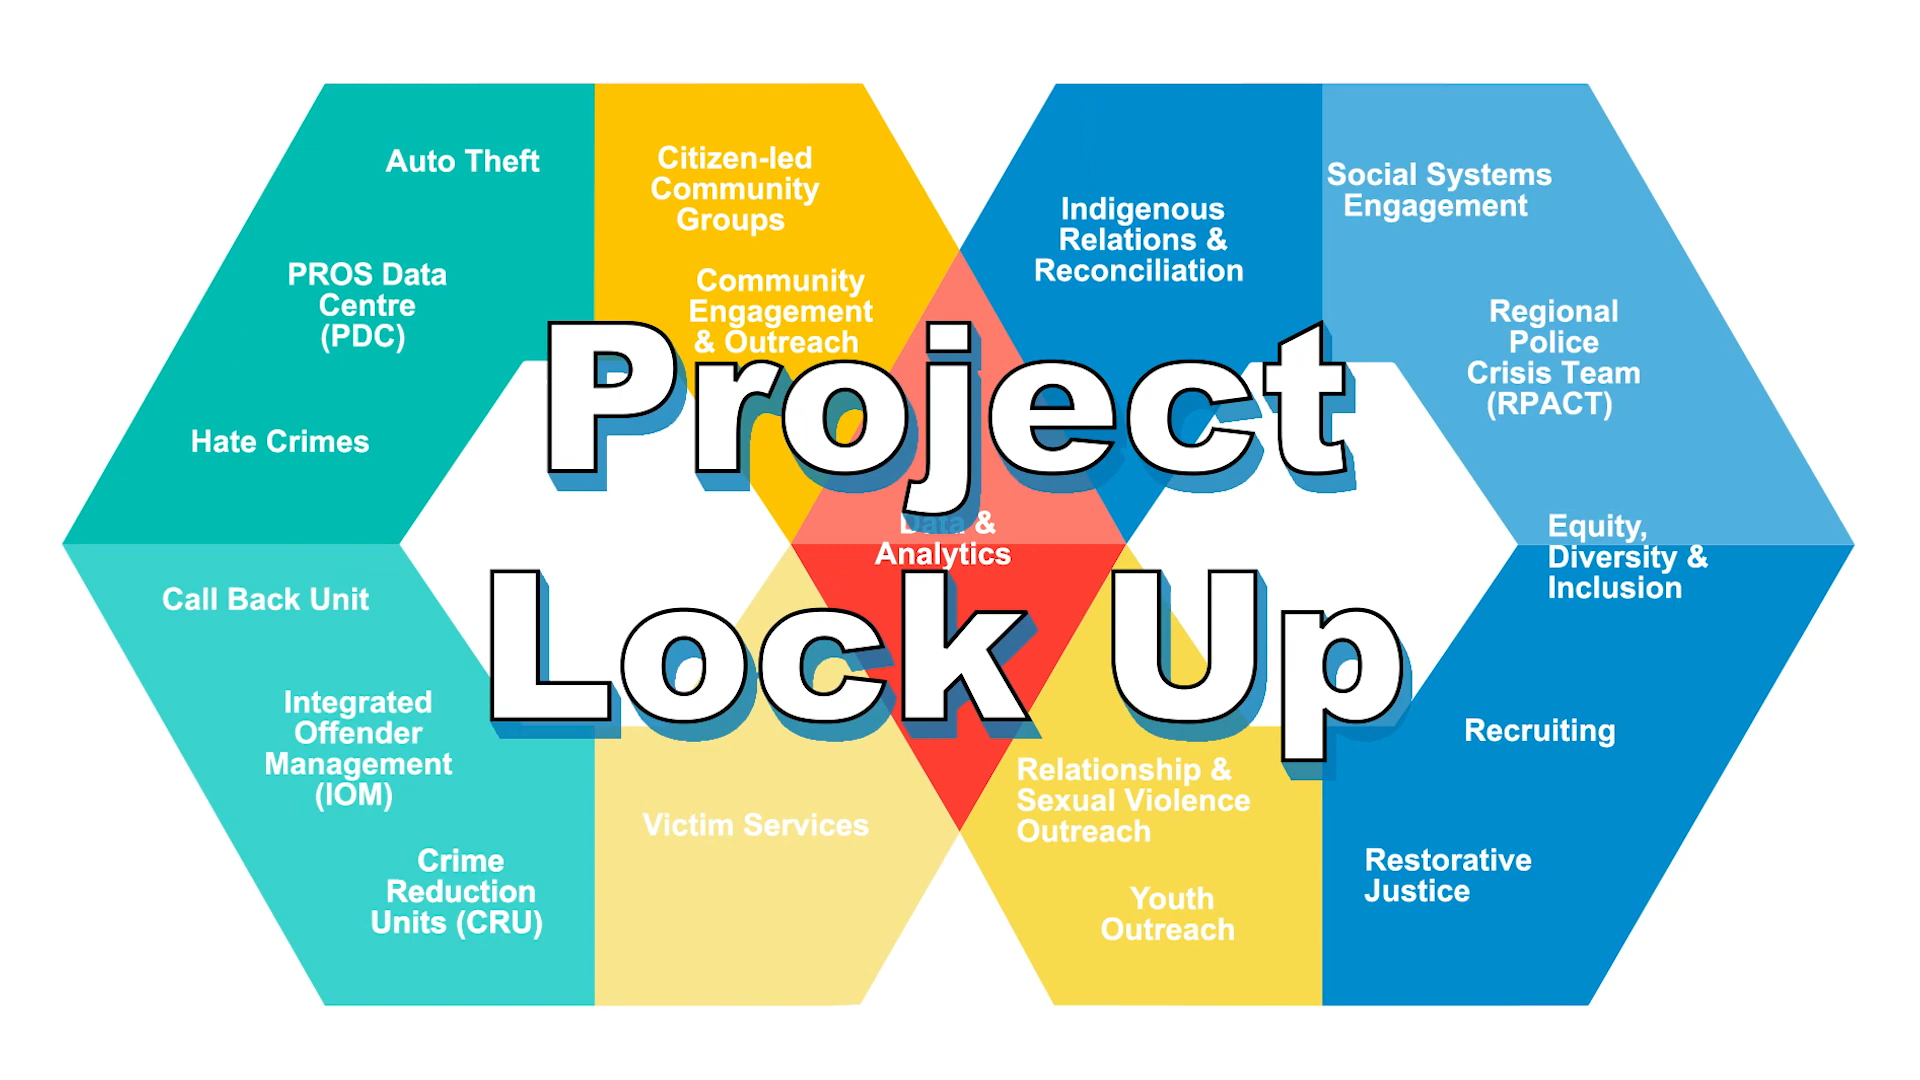 Auto Theft
PROS Data
Centre
(PDC)
Hate Crimes
Call Back Unit
Integrated
Offender
Management
(IOM)
Crime
Reduction
Units (CRU)
Citizen-led
Community
Groups
Community
Engagement
& Outreach
Victim Services
Project
Lock Up
Data &
Analytics
Indigenous
Relations &
Reconciliation
Relationship &
Sexual Violence
Outreach
Youth
Outreach
Social Systems
Engagement
Regional
Police
Crisis Team
(RPACT)
Equity,
Diversity &
Inclusion
Recruiting
Restorative
Justice